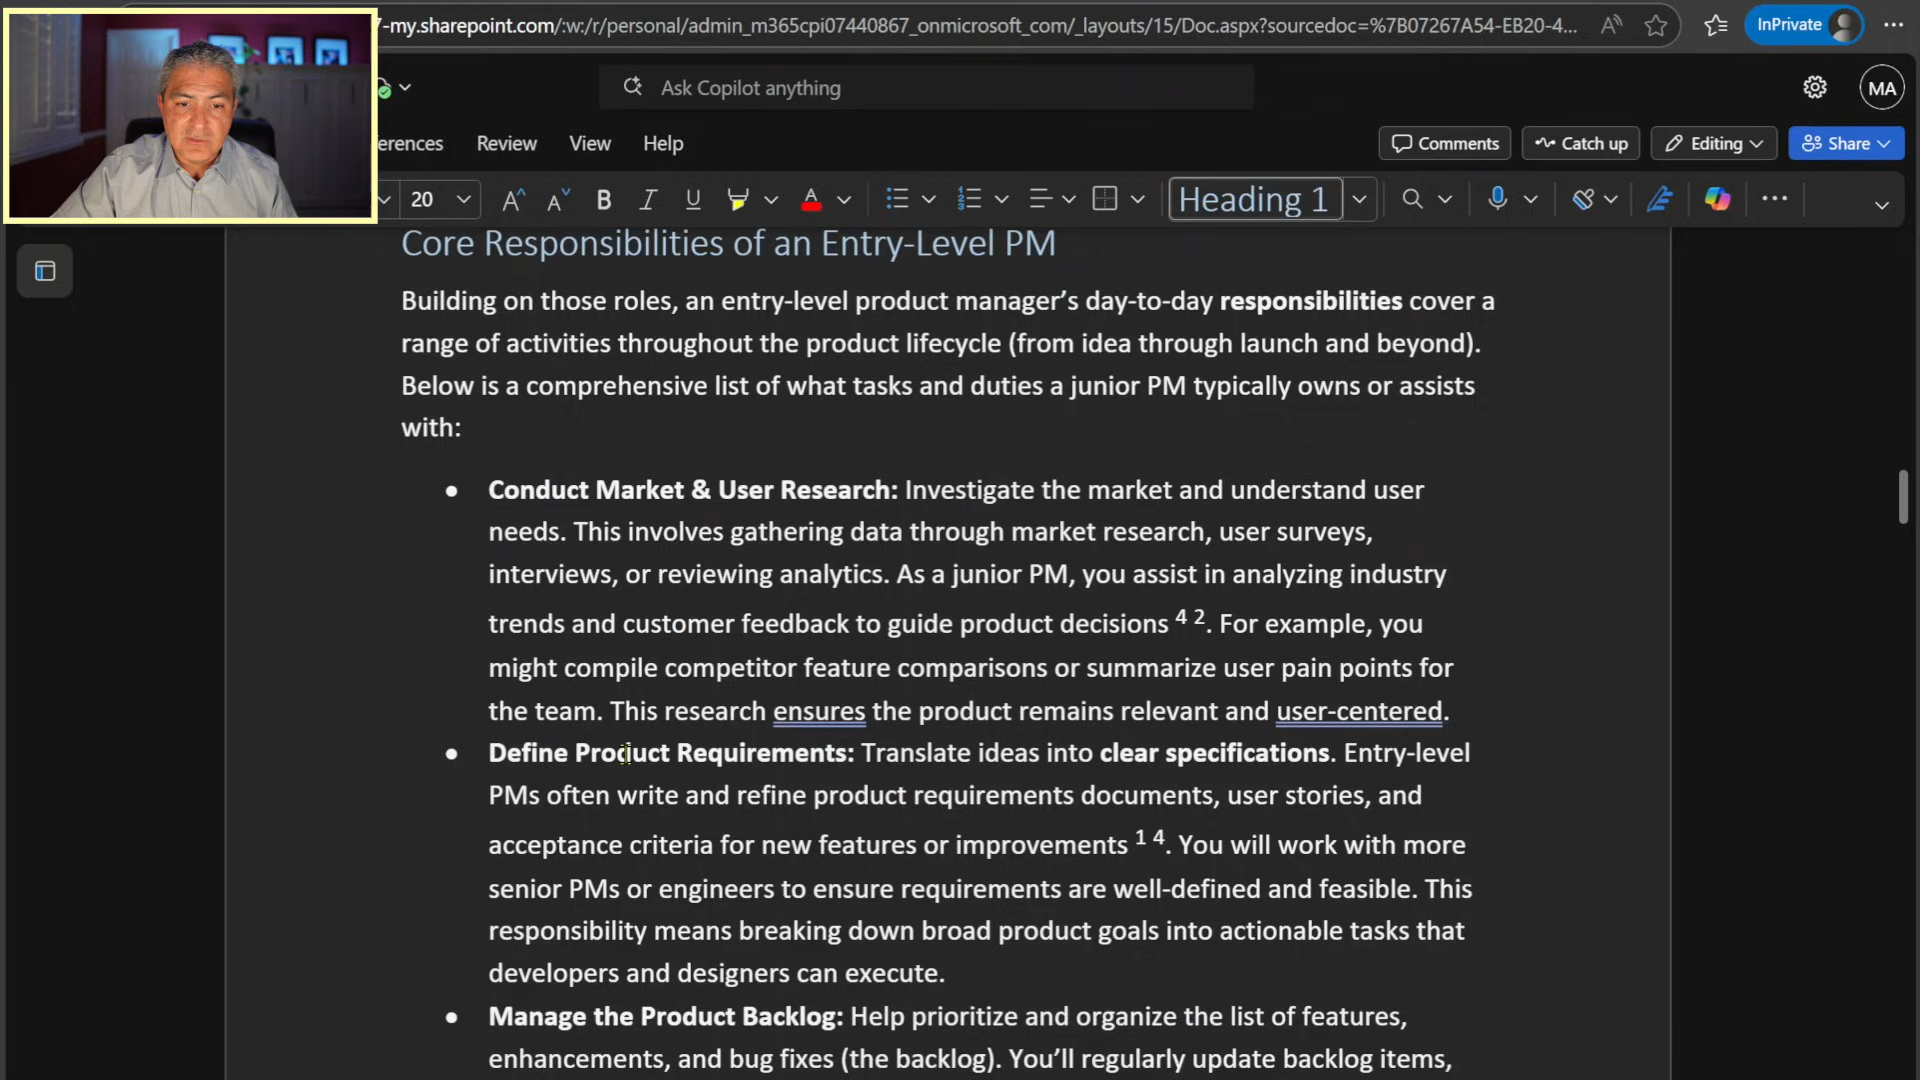 7-my.sharepoint.com/:w:/r/personal/admin_m365cpi07440867_onmicrosoft_com/_layouts/15/Doc.aspx?sourcedoc=%7B07267A54-EB20-4...
InPrivate
Ask Copilot anything
MA
erences
Review
View
Help
Comments
Catch up
Editing
Share
20
Heading 1
Core Responsibilities of an Entry-Level PM
Building on those roles, an entry-level product manager’s day-to-day responsibilities cover a
range of activities throughout the product lifecycle (from idea through launch and beyond).
Below is a comprehensive list of what tasks and duties a junior PM typically owns or assists
with:
● Conduct Market & User Research: Investigate the market and understand user
needs. This involves gathering data through market research, user surveys,
interviews, or reviewing analytics. As a junior PM, you assist in analyzing industry
trends and customer feedback to guide product decisions 4 2. For example, you
might compile competitor feature comparisons or summarize user pain points for
the team. This research ensures the product remains relevant and user-centered.
● Define Product Requirements: Translate ideas into clear specifications. Entry-level
PMs often write and refine product requirements documents, user stories, and
acceptance criteria for new features or improvements 1 4. You will work with more
senior PMs or engineers to ensure requirements are well-defined and feasible. This
responsibility means breaking down broad product goals into actionable tasks that
developers and designers can execute.
● Manage the Product Backlog: Help prioritize and organize the list of features,
enhancements, and bug fixes (the backlog). You’ll regularly update backlog items,